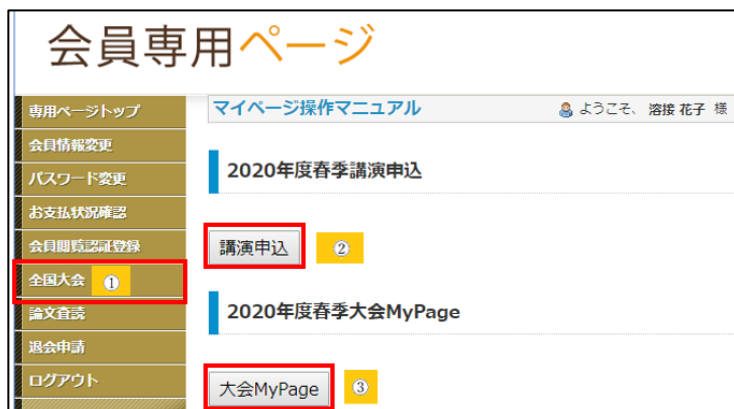 会員専用ページ
専用ページトップ
会員情報変更
パスワード変更
お支払状況確認
会員閲覧認証登録
全国大会 ①
論文査読
退会申請
ログアウト
マイページ操作マニュアル
ようこそ、 溶接 花子 様
2020年度春季講演申込
講演申込 ②
2020年度春季大会MyPage
大会MyPage ③